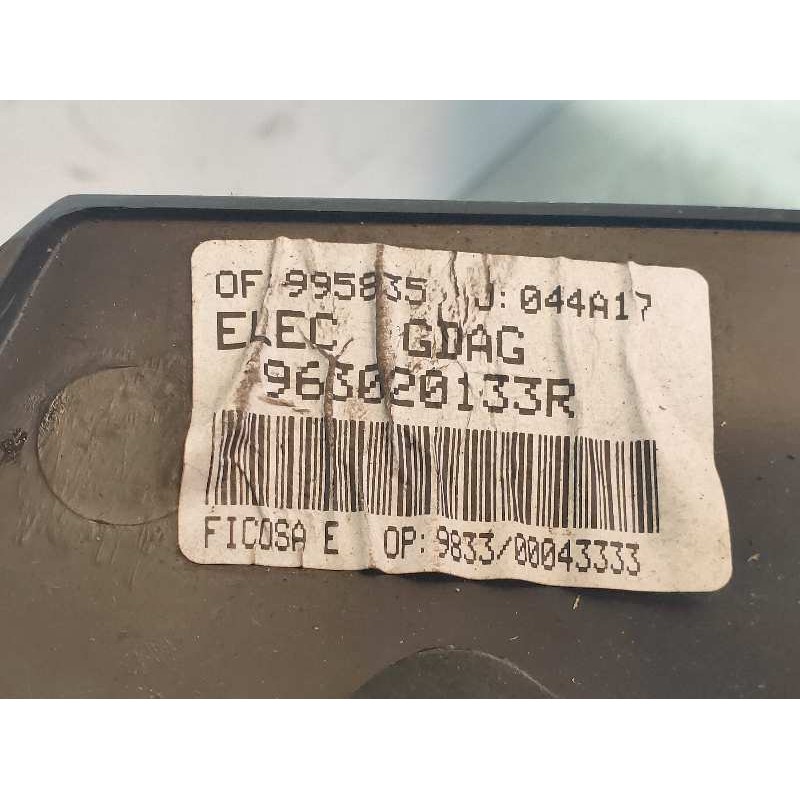 OF: 995835 J: 044A17
ELEC GDAG
963020133R
FICOSA E OP: 9833/00043333